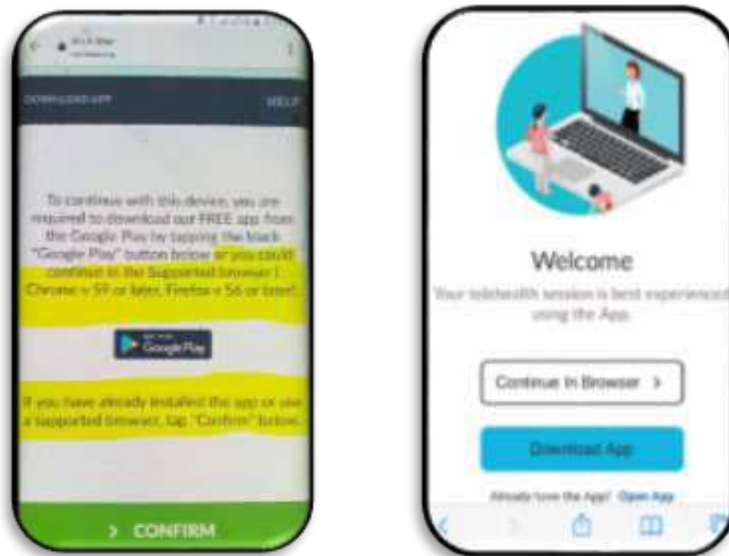 DOWNLOAD APP HELP
To continue with this device, you are
required to download our FREE app from
the Google Play by tapping the black
"Google Play" button below or you could
continue in the Supported browser (
Chrome v 59 or later, Firefox v 56 or later).
Google Play
If you have already installed the app or use
a supported browser, tap "Confirm" below.
> CONFIRM
Welcome
Your telehealth session is best experienced
using the App.
Continue In Browser >
Download App
Already have the App? Open App